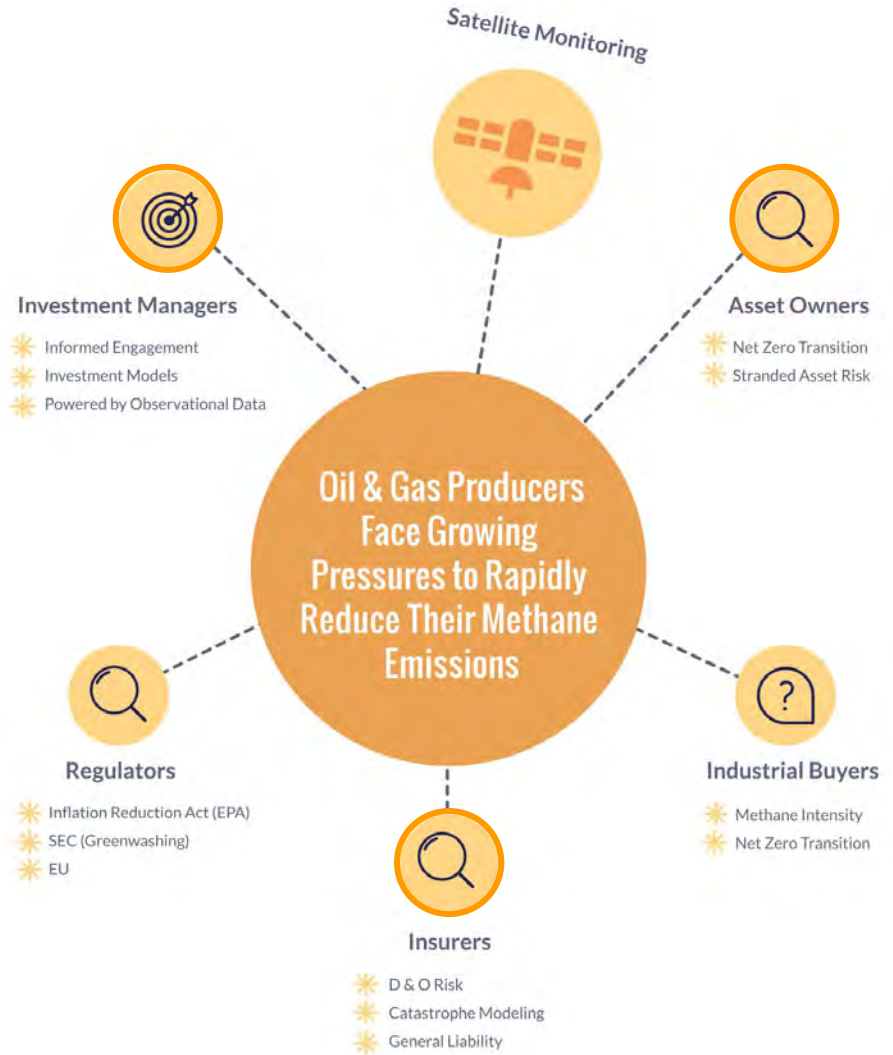 Satellite Monitoring
Investment Managers
Informed Engagement
Investment Models
Powered by Observational Data
Asset Owners
Net Zero Transition
Stranded Asset Risk
Oil & Gas Producers
Face Growing
Pressures to Rapidly
Reduce Their Methane
Emissions
Regulators
Inflation Reduction Act (EPA)
SEC (Greenwashing)
EU
?
Industrial Buyers
Methane Intensity
Net Zero Transition
Insurers
D & O Risk
Catastrophe Modeling
General Liability